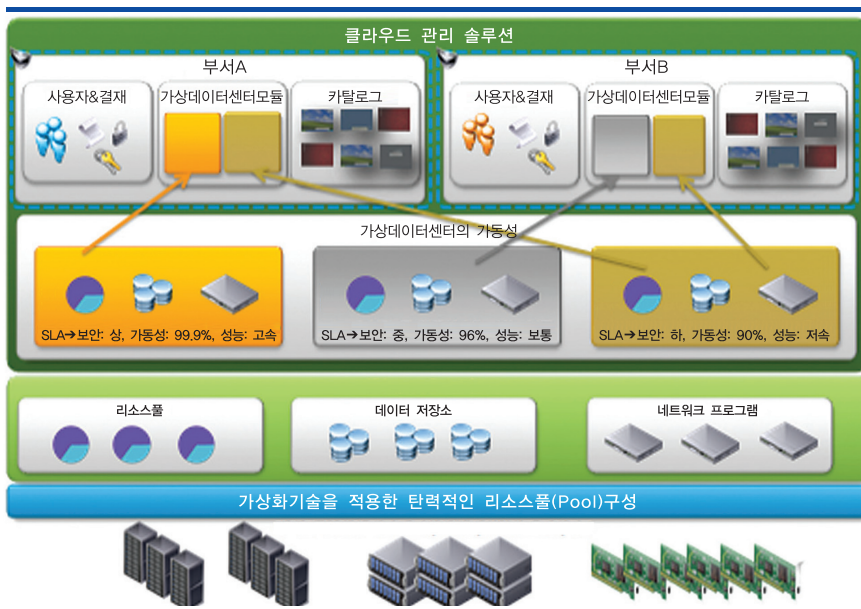 클라우드 관리 솔루션
부서A
사용자&결재
가상데이터센터모듈
카탈로그
부서B
사용자&결재
가상데이터센터모듈
카탈로그
가상데이터센터의 가동성
SLA➔보안: 상, 가동성: 99.9%, 성능: 고속
SLA➔보안: 중, 가동성: 96%, 성능: 보통
SLA➔보안: 하, 가동성: 90%, 성능: 저속
리소스풀
데이터 저장소
네트워크 프로그램
가상화기술을 적용한 탄력적인 리소스풀(Pool)구성